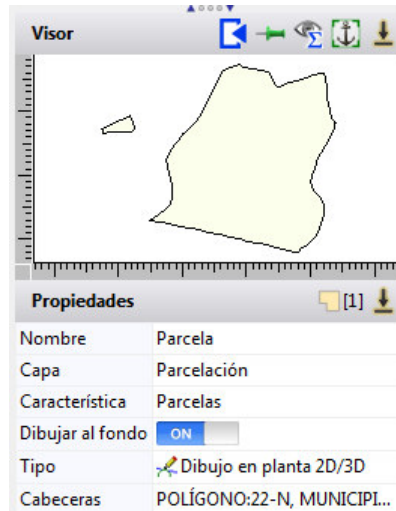 Visor
Propiedades [1]
Nombre Parcela
Capa Parcelación
Característica Parcelas
Dibujar al fondo ON
Tipo Dibujo en planta 2D/3D
Cabeceras POLÍGONO:22-N, MUNICIPI...